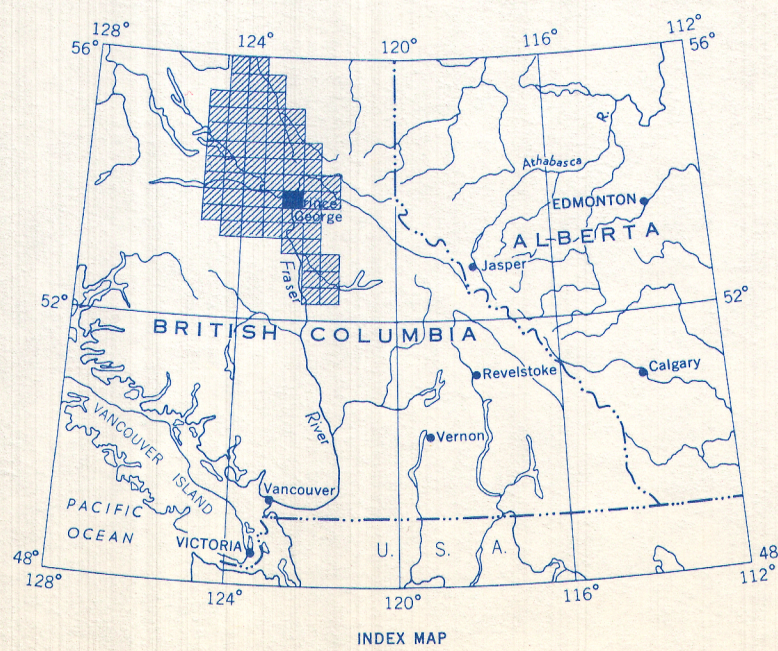 128° 124° 120° 116° 112°
56° 56°
R.
Athabasca
EDMONTON
Prince
George
ALBERTA
Jasper
Fraser
52° 52°
BRITISH COLUMBIA
Revelstoke
Calgary
VANCOUVER ISLAND
River
Vernon
Vancouver
PACIFIC
OCEAN
VICTORIA
U. S. A.
48° 48
128° 124° 120° 116° 112°
INDEX MAP